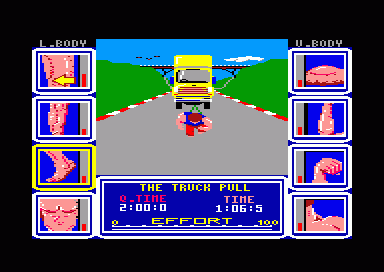 L.BODY
U.BODY
THE TRUCK PULL
Q.TIME TIME
2:00:0 1:06:5
0 EFFORT 100